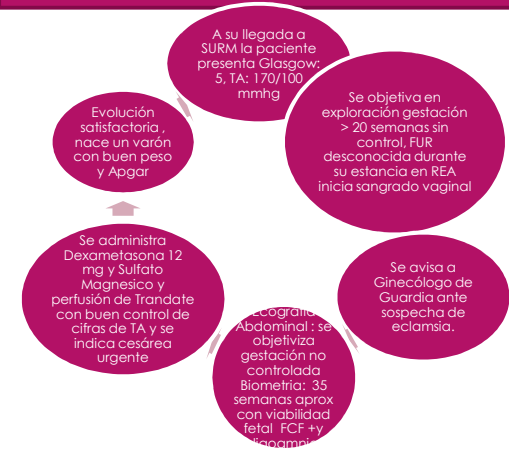 A su llegada a
SURM la paciente
presenta Glasgow:
5, TA: 170/100
mmhg
Se objetiva en
exploración gestación
> 20 semanas sin
control, FUR
desconocida durante
su estancia en REA
inicia sangrado vaginal
Se avisa a
Ginecólogo de
Guardia ante
sospecha de
eclamsia.
Ecografía
Abdominal : se
objetiviza
gestación no
controlada
Biometria: 35
semanas aprox
con viabilidad
fetal FCF +y
Se administra
Dexametasona 12
mg y Sulfato
Magnesico y
perfusión de Trandate
con buen control de
cifras de TA y se
indica cesárea
urgente
Evolución
satisfactoria ,
nace un varón
con buen peso
y Apgar